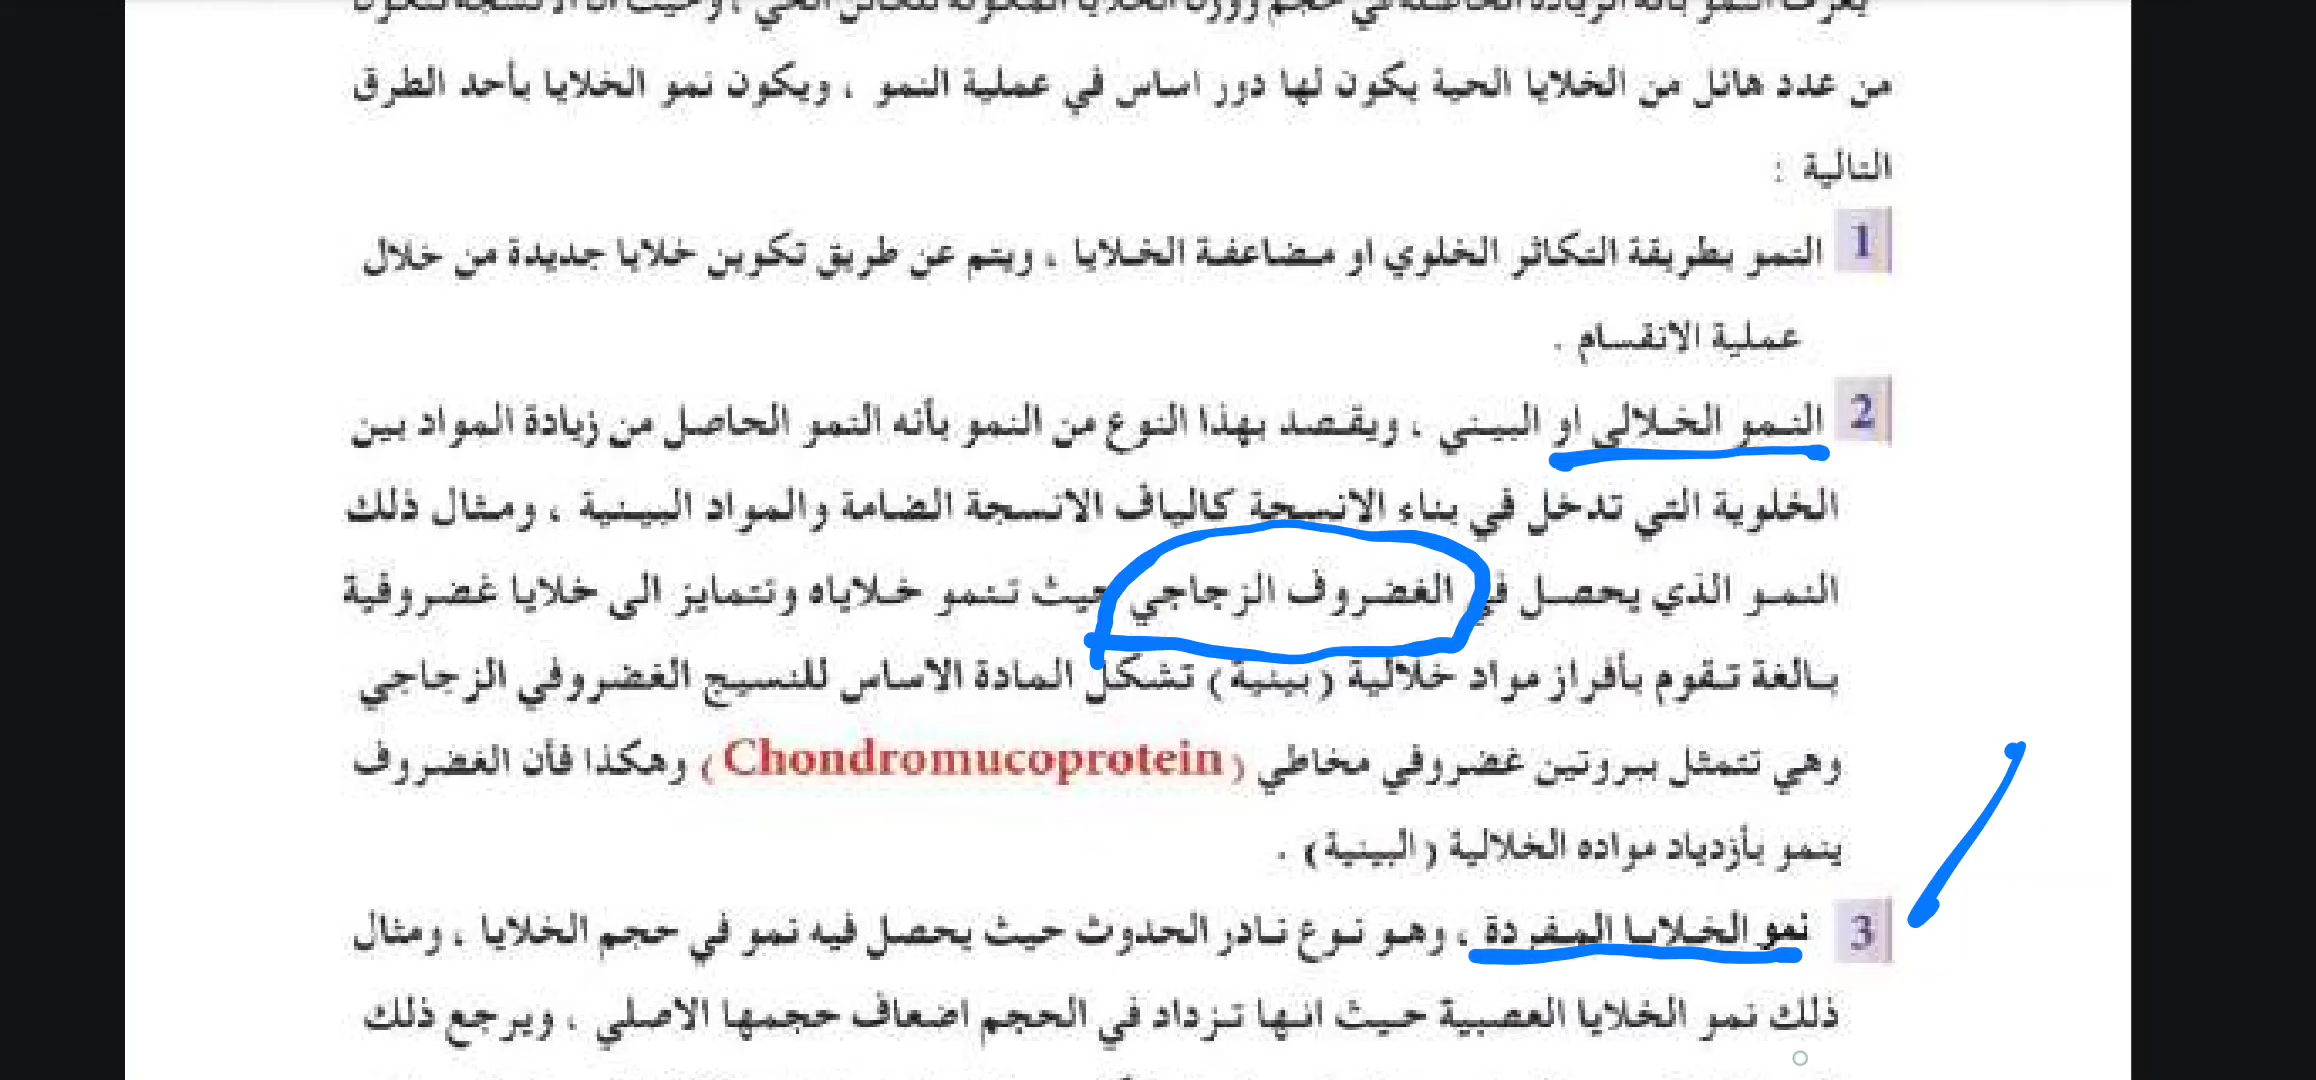 من عدد هائل من الخلايا الحية يكون لها دور اساس في عملية النمو ، ويكون نمو الخلايا بأحد الطرق
التالية :
1 النمو بطريقة التكاثر الخلوي او مضاعفة الخلايا ، ويتم عن طريق تكوين خلايا جديدة من خلال
عملية الانقسام .
2 النمو الخلالي او البيني ، ويقصد بهذا النوع من النمو بأنه النمو الحاصل من زيادة المواد بين
الخلوية التي تدخل في بناء الانسجة كالياف الانسجة الضامة والمواد البينية ، ومثال ذلك
النمو الذي يحصل في الغضروف الزجاجي حيث تنمو خلاياه وتتمايز الى خلايا غضروفية
بالغة تقوم بأفراز مواد خلالية (بينية) تشكل المادة الاساس للنسيج الغضروفي الزجاجي
وهي تتمثل ببروتين غضروفي مخاطي (Chondromucoprotein) وهكذا فأن الغضروف
ينمو بأزدياد مواده الخلالية (البينية) .
3 نمو الخلايا المفردة ، وهو نوع نادر الحدوث حيث يحصل فيه نمو في حجم الخلايا ، ومثال
ذلك نمو الخلايا العصبية حيث انها تزداد في الحجم اضعاف حجمها الاصلي ، ويرجع ذلك